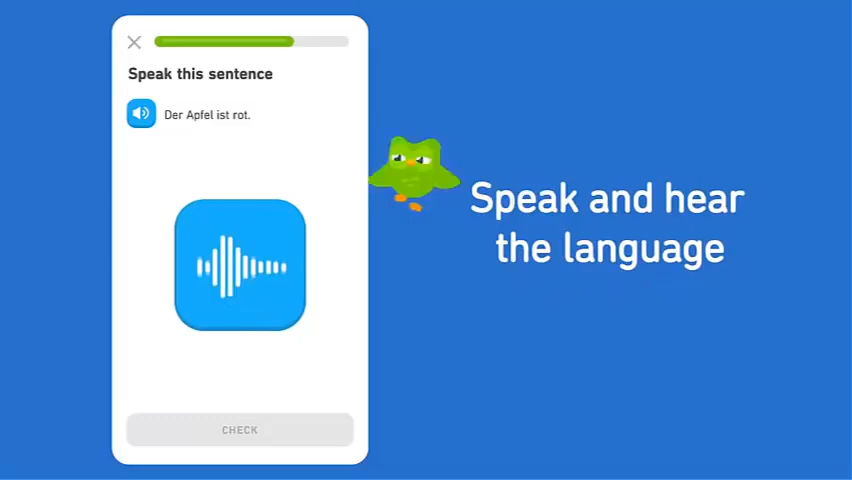 Speak this sentence
Der Apfel ist rot.
CHECK
Speak and hear
the language